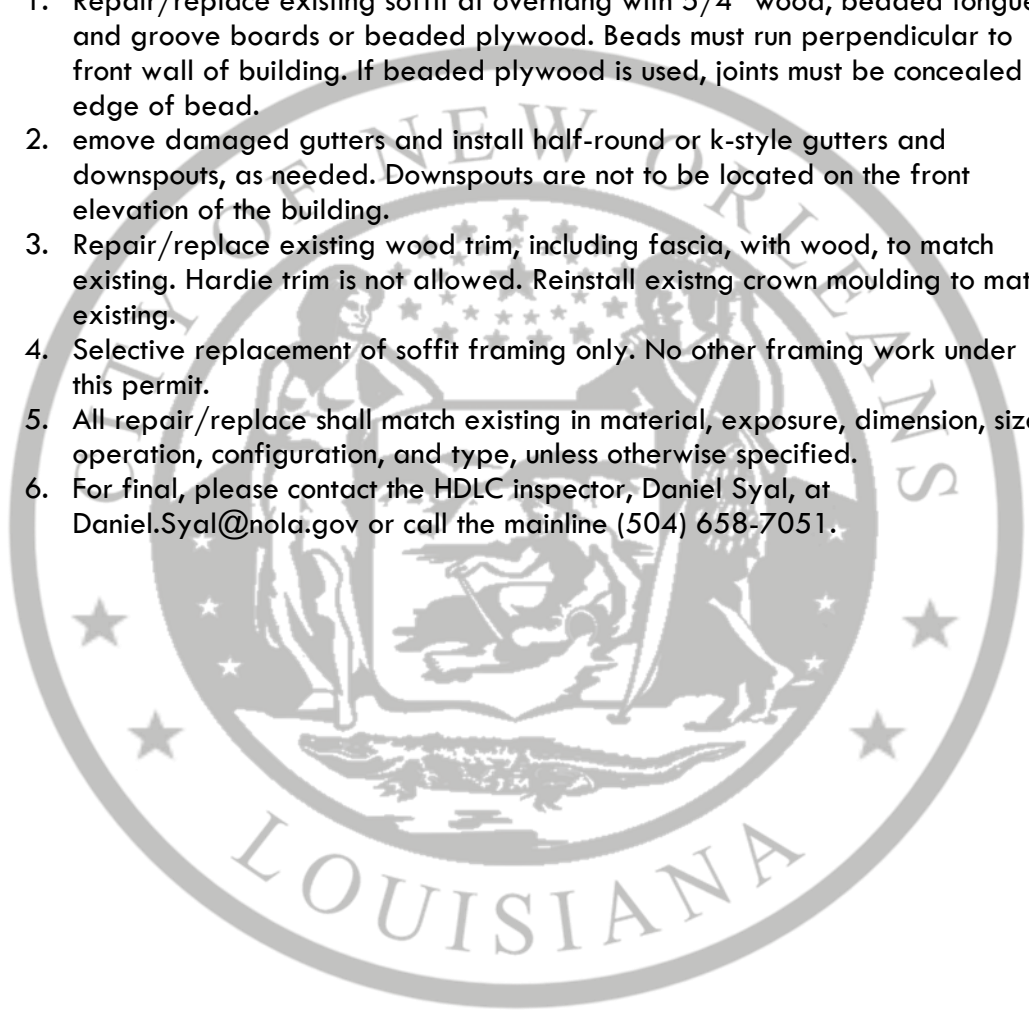 1. Repair/replace existing soffit at overhang with 5/4" wood, beaded tongue
and groove boards or beaded plywood. Beads must run perpendicular to
front wall of building. If beaded plywood is used, joints must be concealed
edge of bead.
2. emove damaged gutters and install half-round or k-style gutters and
downspouts, as needed. Downspouts are not to be located on the front
elevation of the building.
3. Repair/replace existing wood trim, including fascia, with wood, to match
existing. Hardie trim is not allowed. Reinstall existng crown moulding to mat
existing.
4. Selective replacement of soffit framing only. No other framing work under
this permit.
5. All repair/replace shall match existing in material, exposure, dimension, size
operation, configuration, and type, unless otherwise specified.
6. For final, please contact the HDLC inspector, Daniel Syal, at
Daniel.Syal@nola.gov or call the mainline (504) 658-7051.
CITY OF NEW ORLEANS
LOUISIANA